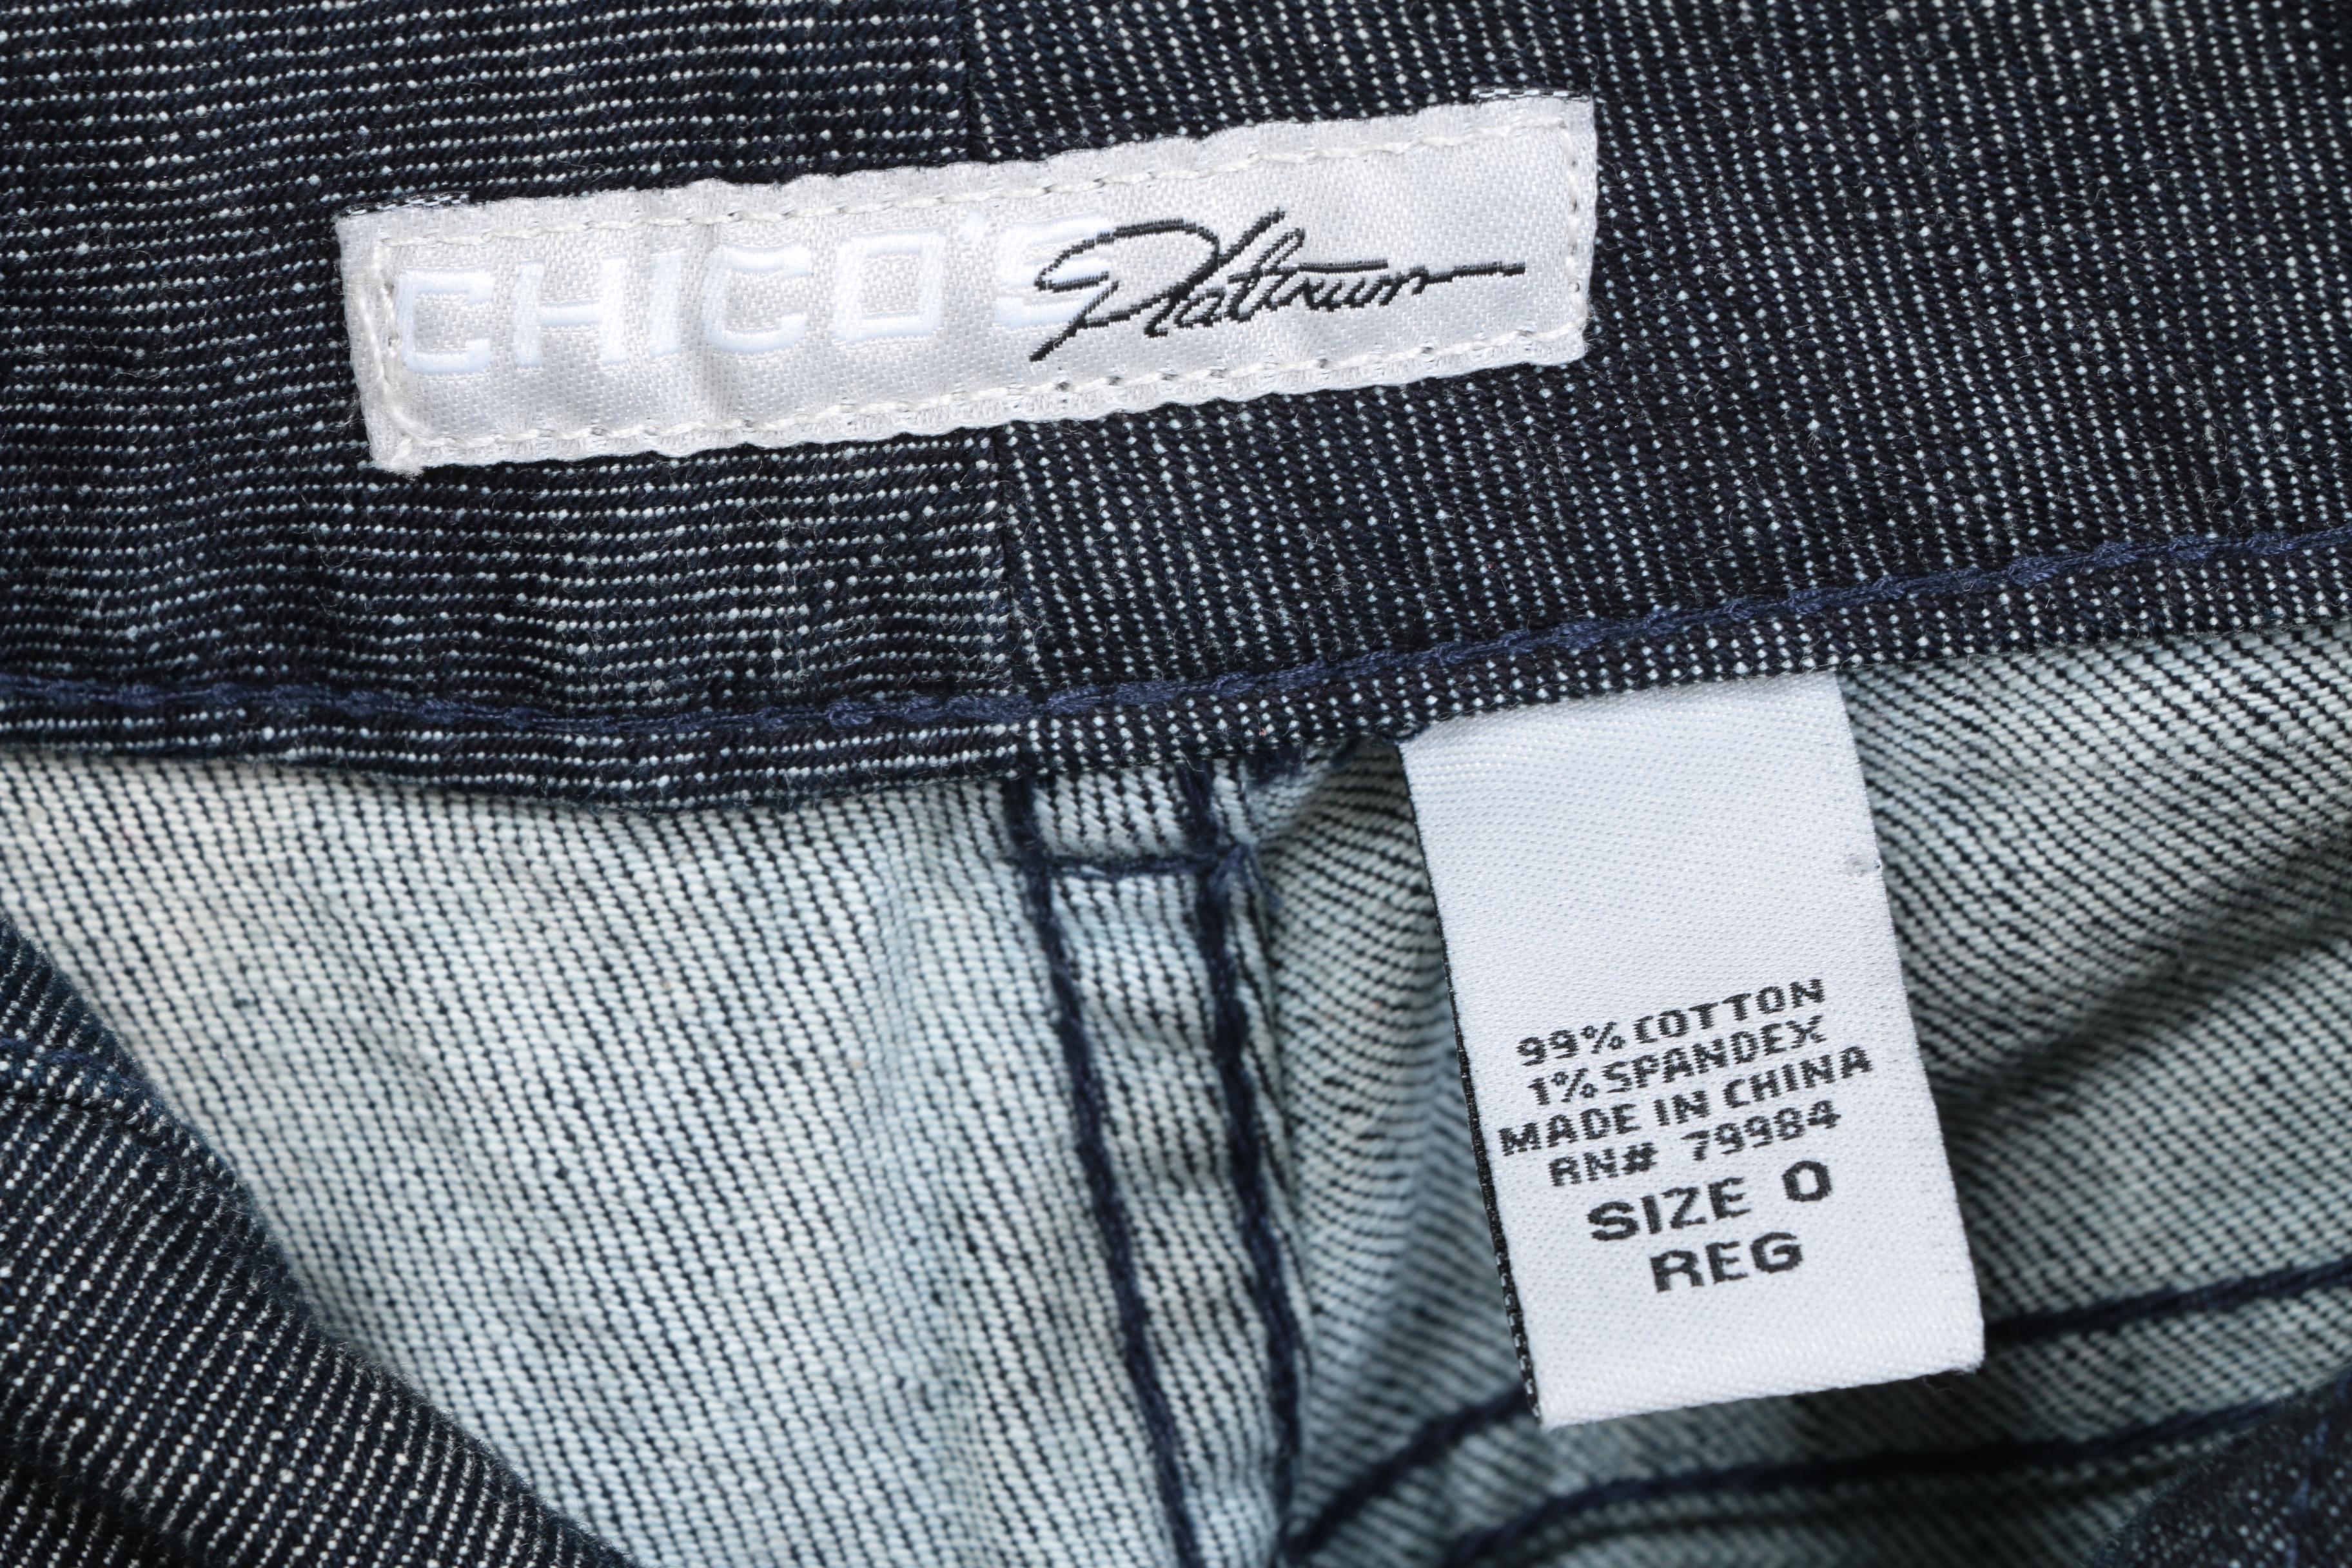 CHICO'S Platinum
99% COTTON
1% SPANDEX
MADE IN CHINA
RN# 79984
SIZE 0
REG